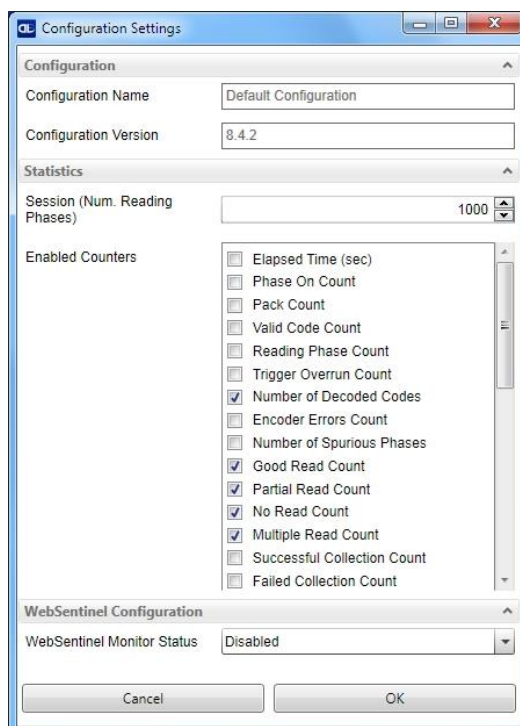 Configuration Settings
Configuration
Configuration Name Default Configuration
Configuration Version 8.4.2
Statistics
Session (Num. Reading
Phases) 1000
Enabled Counters
Elapsed Time (sec)
Phase On Count
Pack Count
Valid Code Count
Reading Phase Count
Trigger Overrun Count
Number of Decoded Codes
Encoder Errors Count
Number of Spurious Phases
Good Read Count
Partial Read Count
No Read Count
Multiple Read Count
Successful Collection Count
Failed Collection Count
WebSentinel Configuration
WebSentinel Monitor Status Disabled
Cancel OK